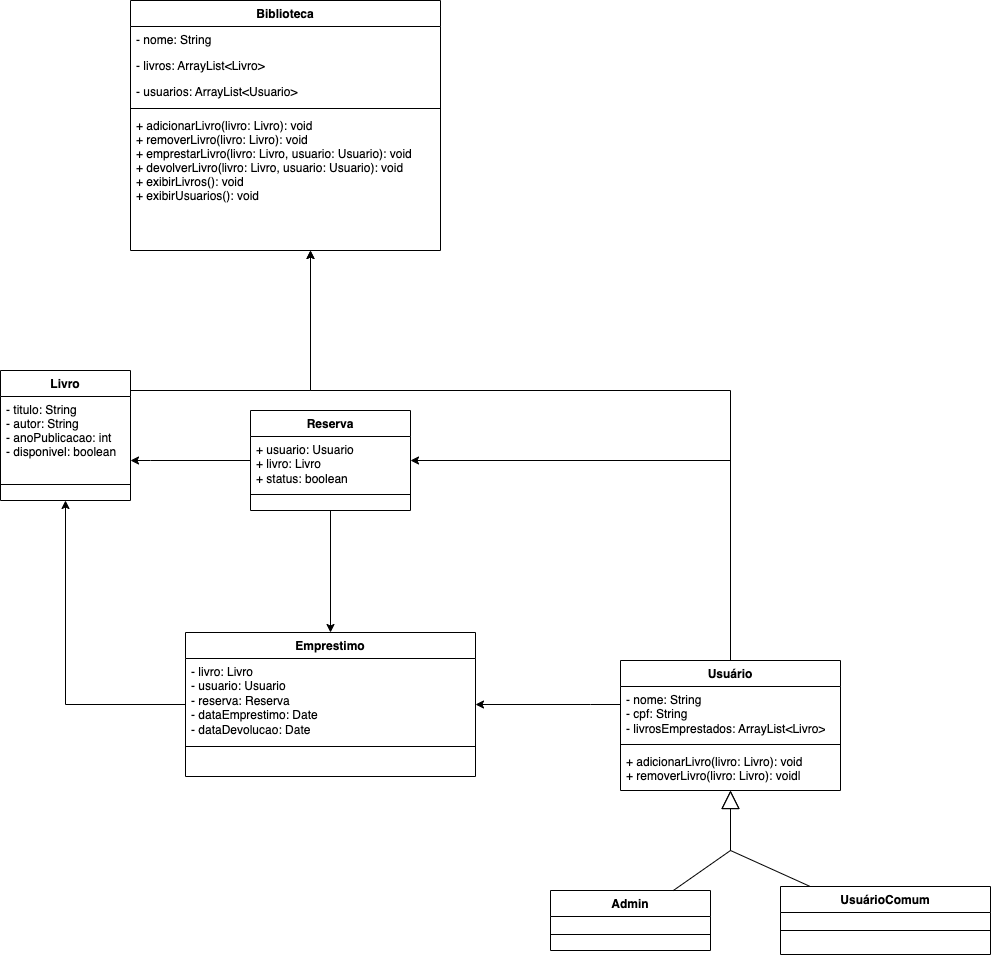 Biblioteca
- nome: String
- livros: ArrayList<Livro>
- usuarios: ArrayList<Usuario>
+ adicionarLivro(livro: Livro): void
+ removerLivro(livro: Livro): void
+ emprestarLivro(livro: Livro, usuario: Usuario): void
+ devolverLivro(livro: Livro, usuario: Usuario): void
+ exibirLivros(): void
+ exibirUsuarios(): void
Livro
- titulo: String
- autor: String
- anoPublicacao: int
- disponivel: boolean
Reserva
+ usuario: Usuario
+ livro: Livro
+ status: boolean
Emprestimo
- livro: Livro
- usuario: Usuario
- reserva: Reserva
- dataEmprestimo: Date
- dataDevolucao: Date
Usuário
- nome: String
- cpf: String
- livrosEmprestados: ArrayList<Livro>
+ adicionarLivro(livro: Livro): void
+ removerLivro(livro: Livro): voidl
Admin
UsuárioComum